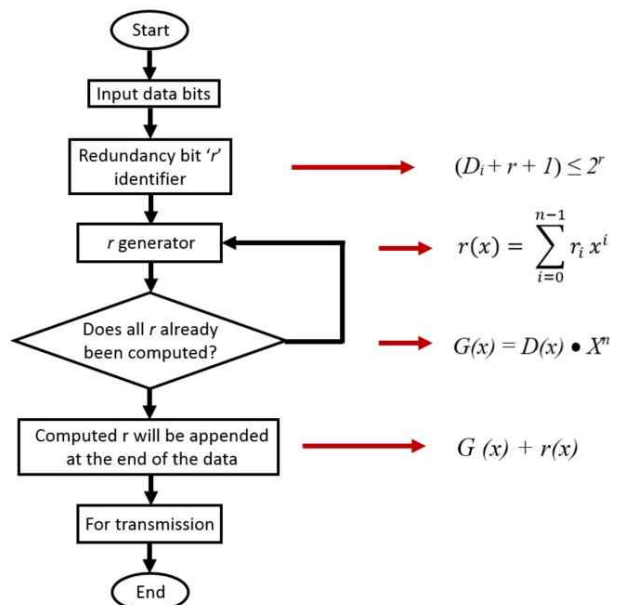 Start
Input data bits
Redundancy bit ‘r’
identifier
(Dᵢ + r + 1) ≤ 2ʳ
r generator
r(x) = ∑ᵢ₌₀ⁿ⁻¹ rᵢ xⁱ
Does all r already
been computed?
G(x) = D(x) • Xⁿ
Computed r will be appended
at the end of the data
G (x) + r(x)
For transmission
End